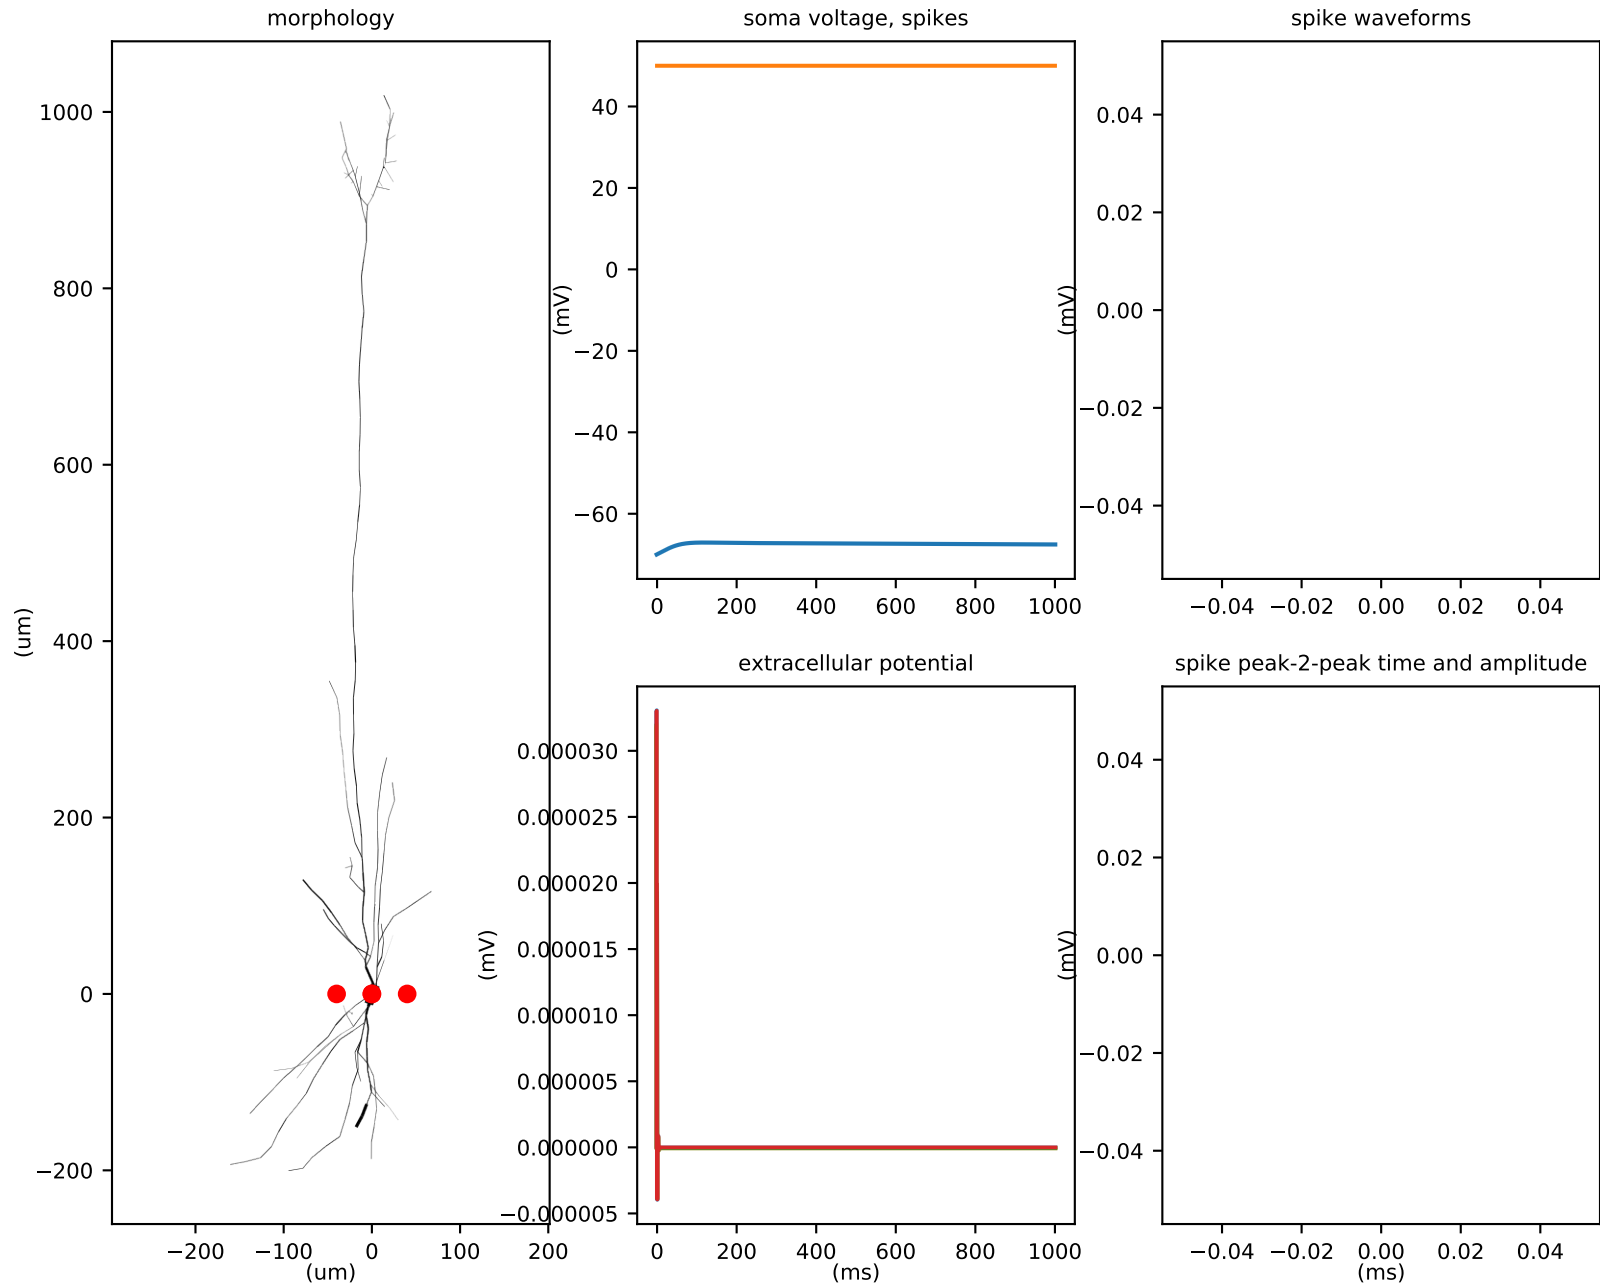 morphology
1000
800
600
400
200
0
−200
(um)
−200 −100 0 100 200
(um)
soma voltage, spikes
40
20
0
−20
−40
−60
(mV)
0 200 400 600 800 1000
spike waveforms
0.04
0.02
0.00
−0.02
−0.04
(mV)
−0.04 −0.02 0.00 0.02 0.04
extracellular potential
0.000030
0.000025
0.000020
0.000015
0.000010
0.000005
0.000000
−0.000005
(mV)
0 200 400 600 800 1000
(ms)
spike peak-2-peak time and amplitude
0.04
0.02
0.00
−0.02
−0.04
(mV)
−0.04 −0.02 0.00 0.02 0.04
(ms)